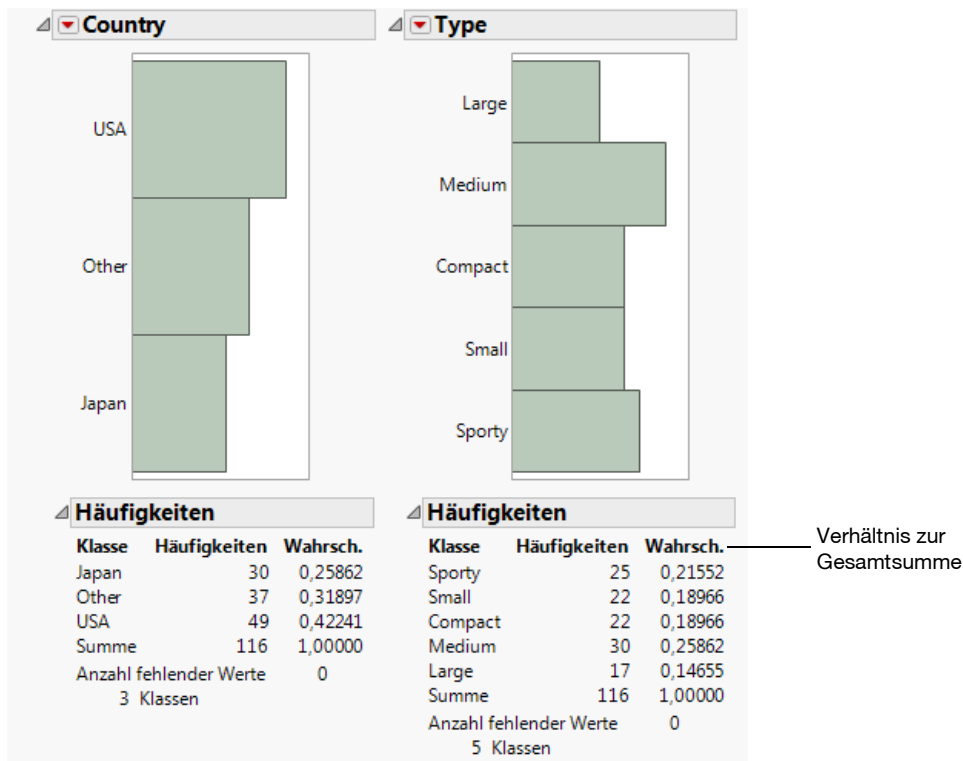 Country
USA
Other
Japan
Häufigkeiten
Klasse Häufigkeiten Wahrsch.
Japan 30 0,25862
Other 37 0,31897
USA 49 0,42241
Summe 116 1,00000
Anzahl fehlender Werte 0
3 Klassen
Type
Large
Medium
Compact
Small
Sporty
Häufigkeiten
Klasse Häufigkeiten Wahrsch.
Sporty 25 0,21552
Small 22 0,18966
Compact 22 0,18966
Medium 30 0,25862
Large 17 0,14655
Summe 116 1,00000
Anzahl fehlender Werte 0
5 Klassen
Verhältnis zur
Gesamtsumme